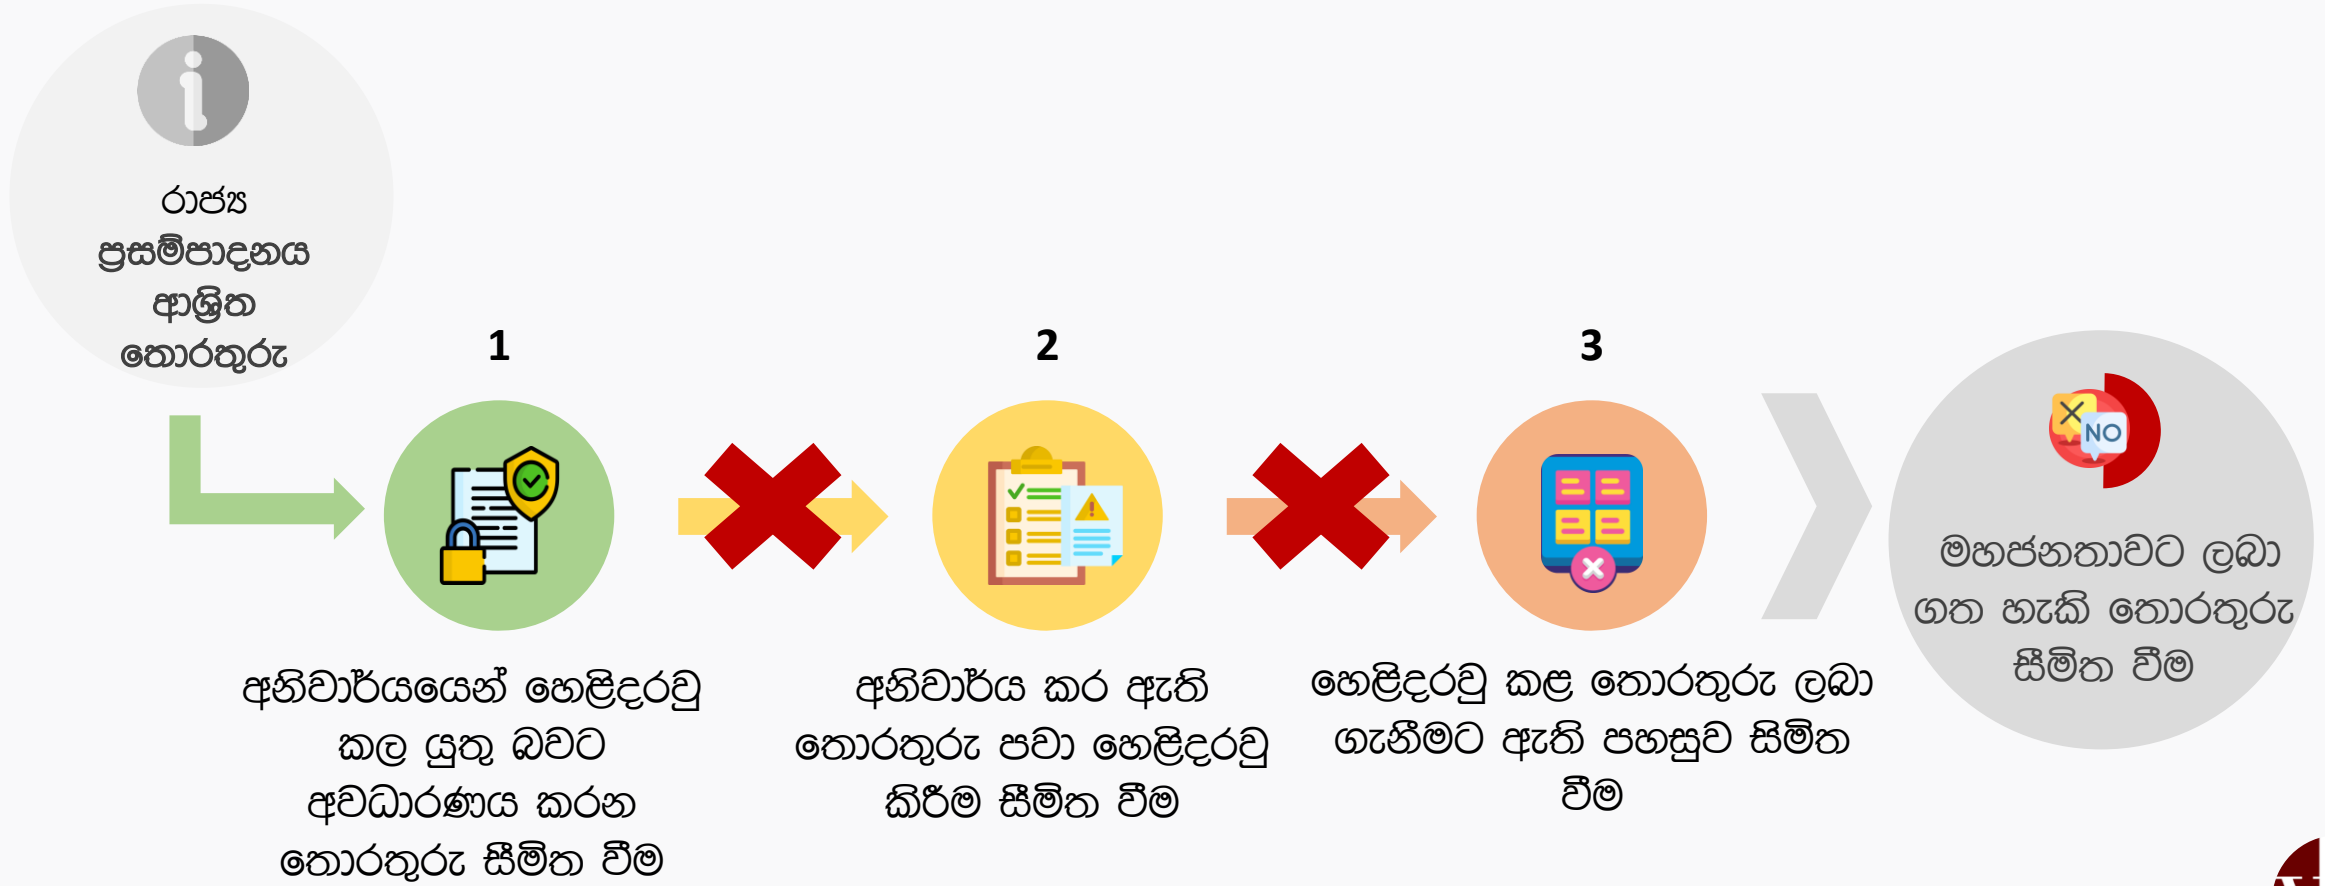 රාජ්‍ය
ප්‍රසම්පාදනය
ආශ්‍රිත
තොරතුරු
1
අනිවාර්යයෙන් හෙළිදරවු
කල යුතු බවට
අවධාරණය කරන
තොරතුරු සීමිත වීම
2
අනිවාර්ය කර ඇති
තොරතුරු පවා හෙළිදරවු
කිරීම සීමිත වීම
3
හෙළිදරවු කළ තොරතුරු ලබා
ගැනීමට ඇති පහසුව සිමිත
වීම
NO
මහජනතාවට ලබා
ගත හැකි තොරතුරු
සීමිත වීම